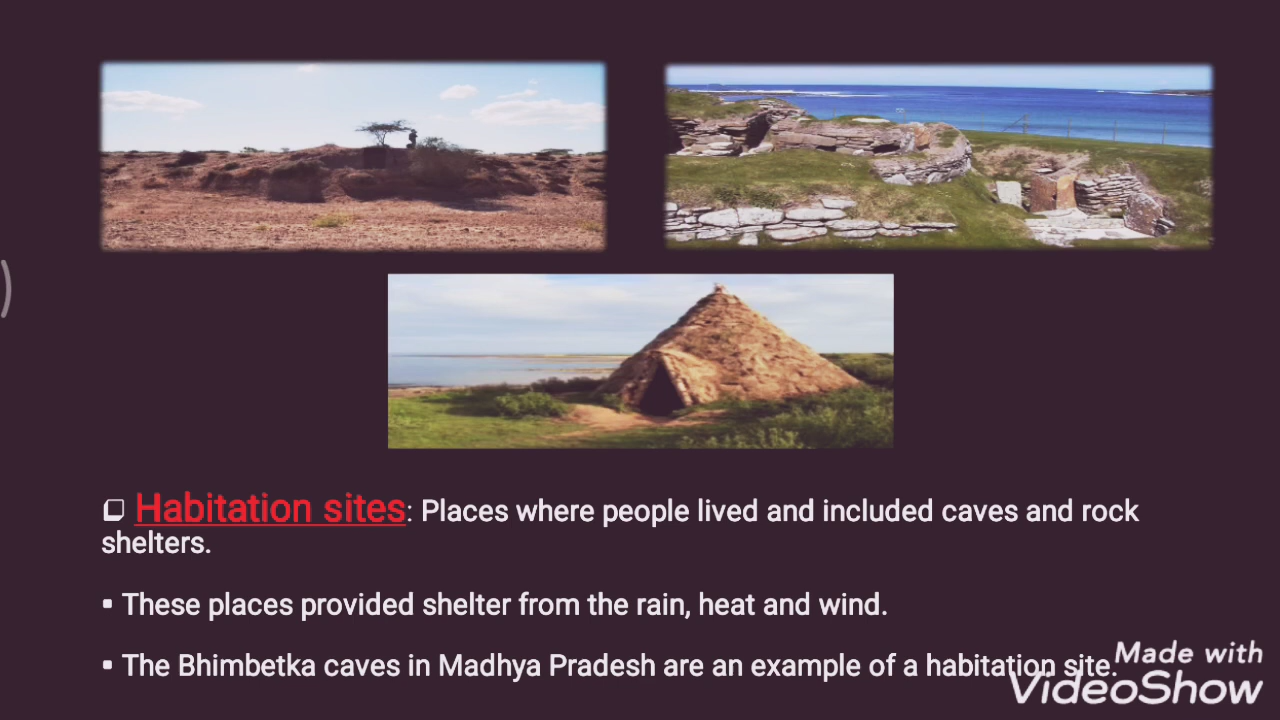 ❏ Habitation sites: Places where people lived and included caves and rock
shelters.
▪ These places provided shelter from the rain, heat and wind.
▪ The Bhimbetka caves in Madhya Pradesh are an example of a habitation site.
Made with
VideoShow